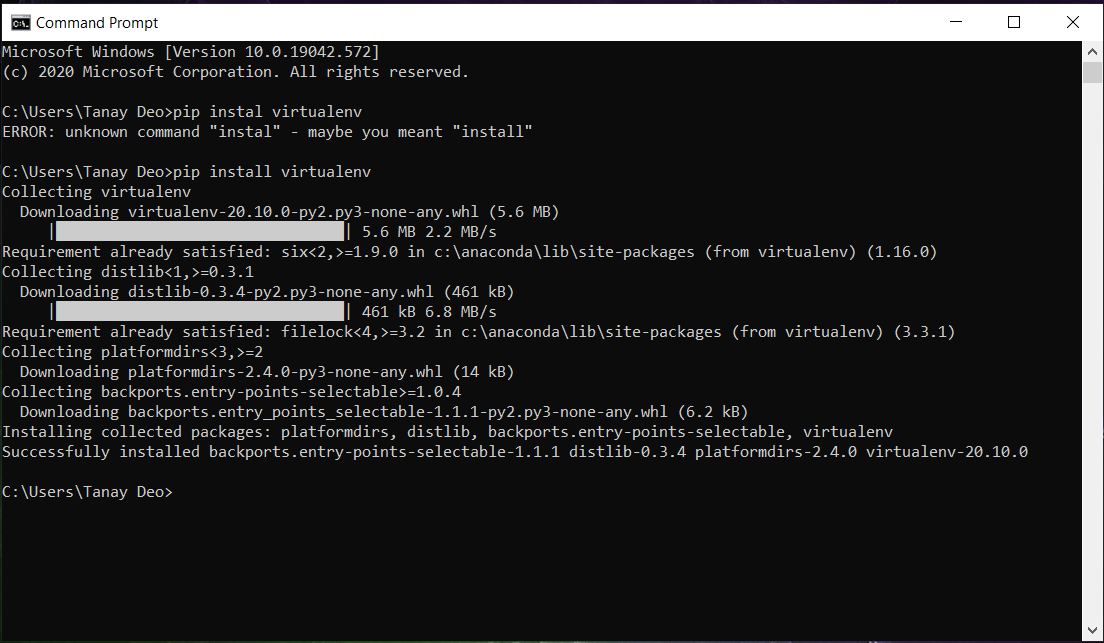 Command Prompt
Microsoft Windows [Version 10.0.19042.572]
(c) 2020 Microsoft Corporation. All rights reserved.
C:\Users\Tanay Deo>pip instal virtualenv
ERROR: unknown command "instal" - maybe you meant "install"
C:\Users\Tanay Deo>pip install virtualenv
Collecting virtualenv
  Downloading virtualenv-20.10.0-py2.py3-none-any.whl (5.6 MB)
     |████████████████████████████████| 5.6 MB 2.2 MB/s
Requirement already satisfied: six<2,>=1.9.0 in c:\anaconda\lib\site-packages (from virtualenv) (1.16.0)
Collecting distlib<1,>=0.3.1
  Downloading distlib-0.3.4-py2.py3-none-any.whl (461 kB)
     |████████████████████████████████| 461 kB 6.8 MB/s
Requirement already satisfied: filelock<4,>=3.2 in c:\anaconda\lib\site-packages (from virtualenv) (3.3.1)
Collecting platformdirs<3,>=2
  Downloading platformdirs-2.4.0-py3-none-any.whl (14 kB)
Collecting backports.entry-points-selectable>=1.0.4
  Downloading backports.entry_points_selectable-1.1.1-py2.py3-none-any.whl (6.2 kB)
Installing collected packages: platformdirs, distlib, backports.entry-points-selectable, virtualenv
Successfully installed backports.entry-points-selectable-1.1.1 distlib-0.3.4 platformdirs-2.4.0 virtualenv-20.10.0
C:\Users\Tanay Deo>